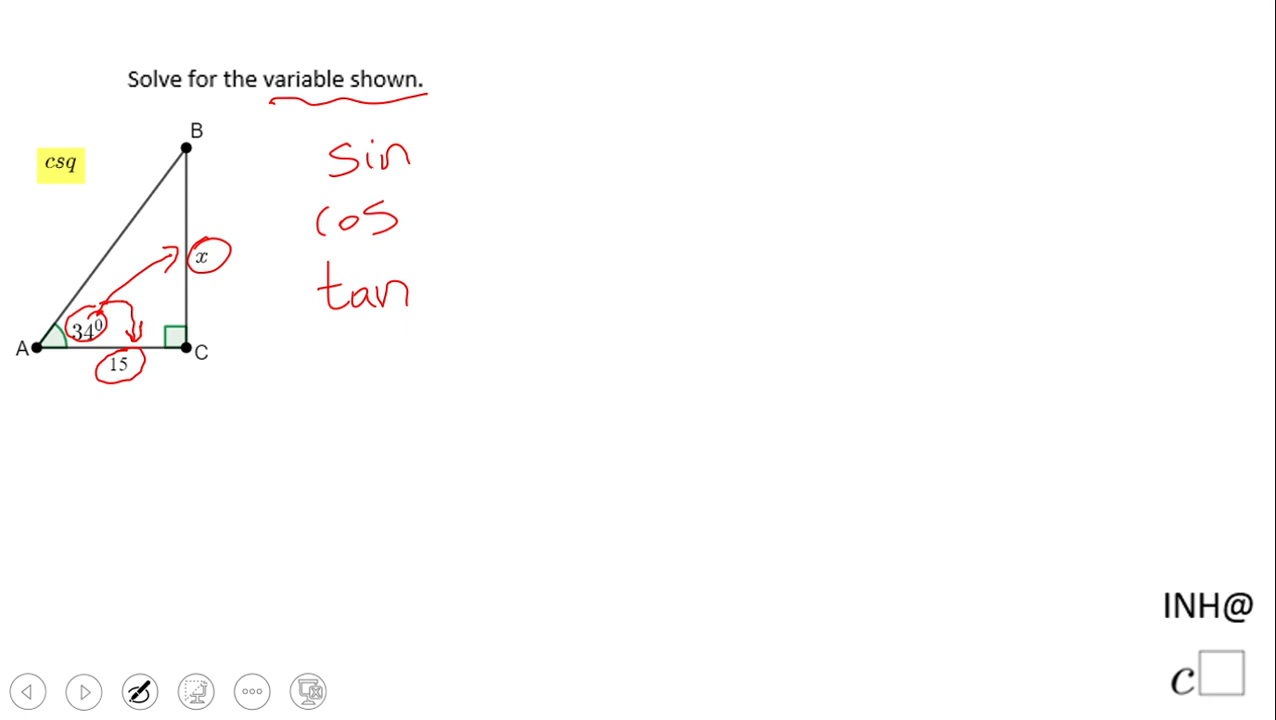 Solve for the variable shown.
B
csq
sin
cos
x
tan
34⁰
A
C
15
INH@
c